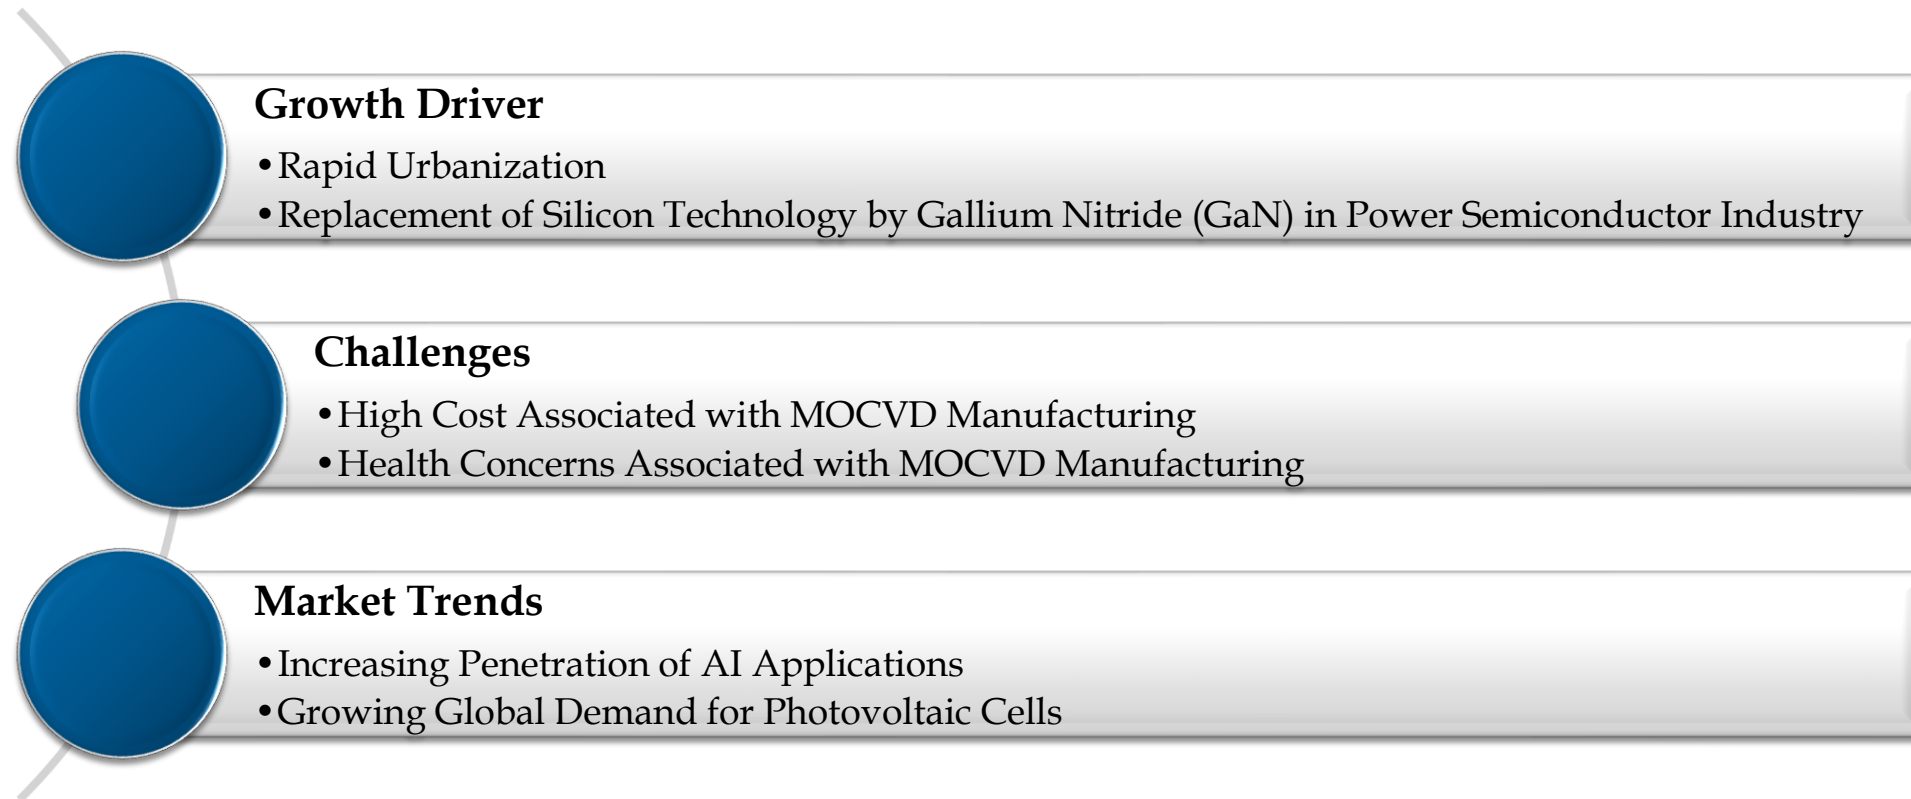 Growth Driver
•Rapid Urbanization
•Replacement of Silicon Technology by Gallium Nitride (GaN) in Power Semiconductor Industry
Challenges
•High Cost Associated with MOCVD Manufacturing
•Health Concerns Associated with MOCVD Manufacturing
Market Trends
•Increasing Penetration of AI Applications
•Growing Global Demand for Photovoltaic Cells